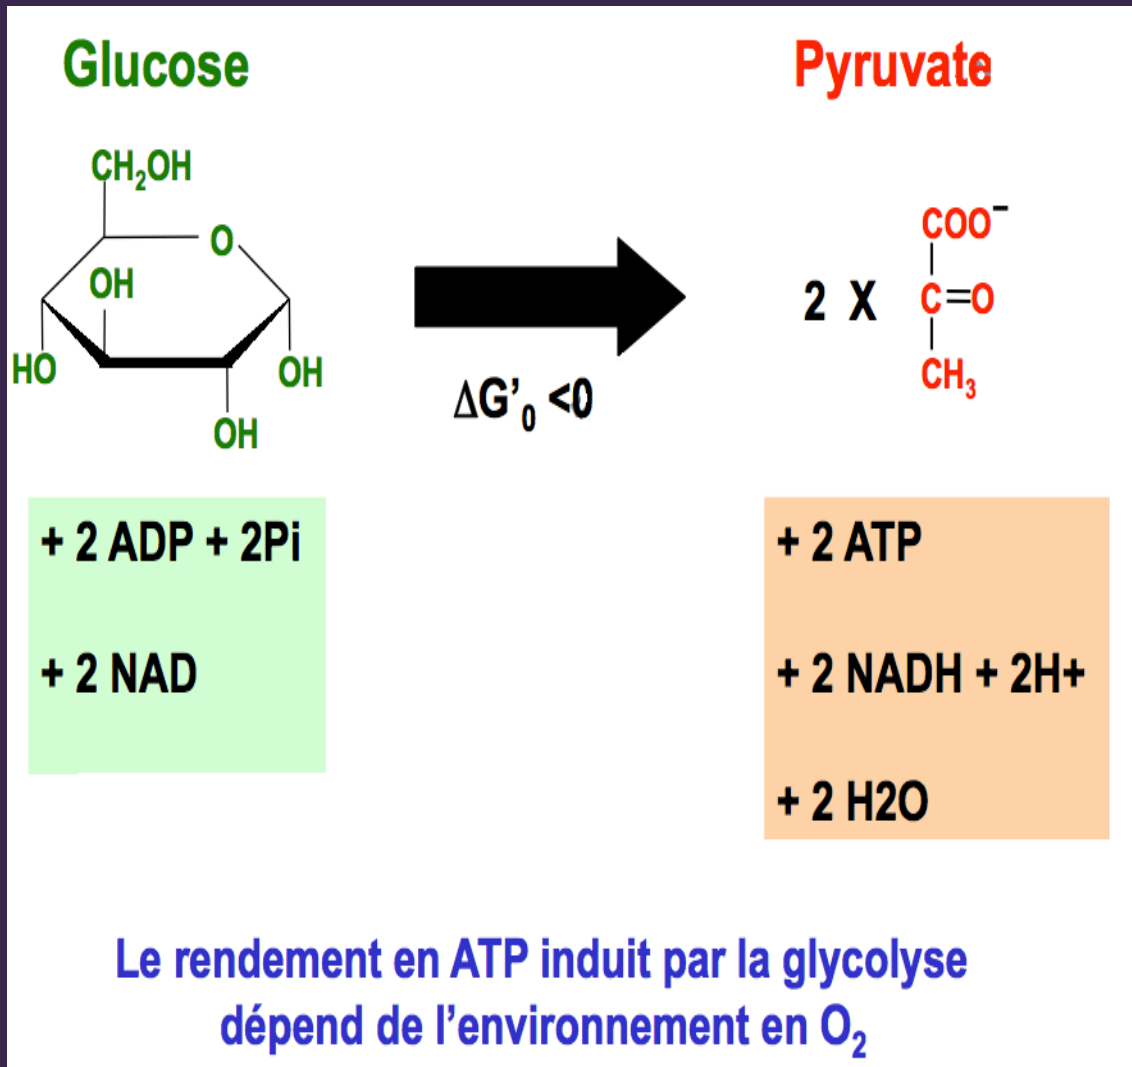 Glucose
Pyruvate
CH₂OH
O
OH
HO
OH
OH
ΔG'₀ <0
2 X
COO⁻
C=O
CH₃
+ 2 ADP + 2Pi
+ 2 NAD
+ 2 ATP
+ 2 NADH + 2H+
+ 2 H2O
Le rendement en ATP induit par la glycolyse
dépend de l'environnement en O₂